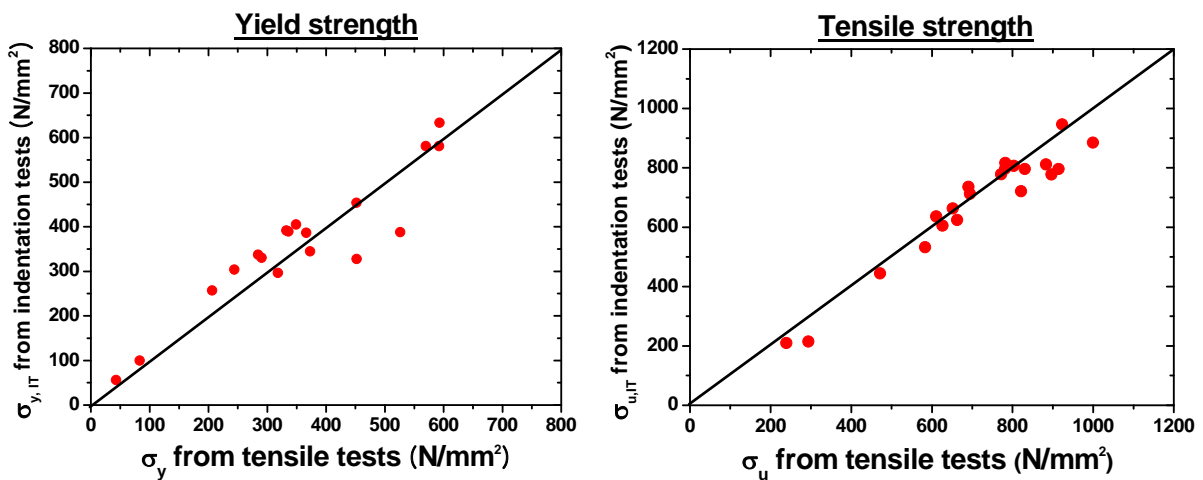 Yield strength
800
700
600
500
400
300
200
100
0
0 100 200 300 400 500 600 700 800
σy,IT from indentation tests (N/mm²)
σy from tensile tests (N/mm²)
Tensile strength
1200
1000
800
600
400
200
0
0 200 400 600 800 1000 1200
σu,IT from indentation tests (N/mm²)
σu from tensile tests (N/mm²)